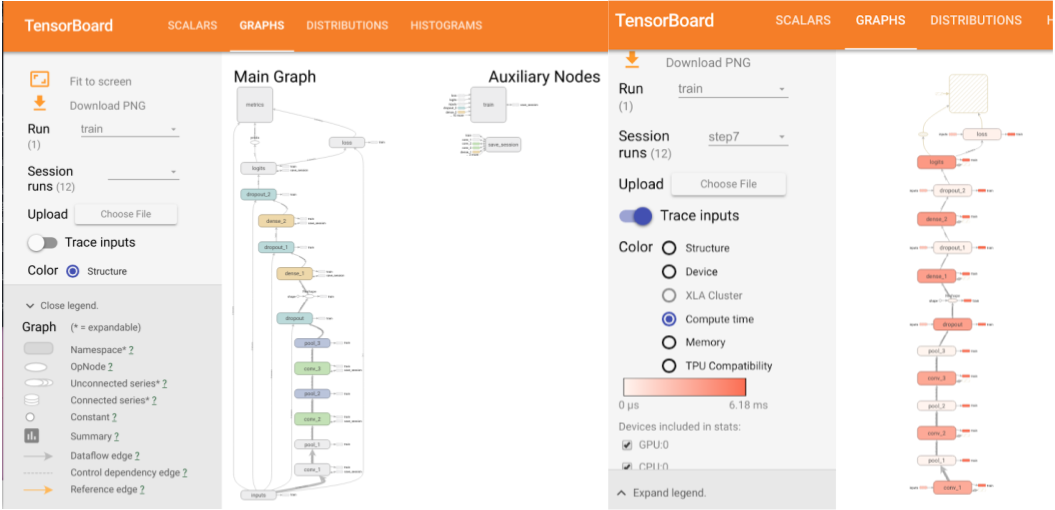 TensorBoard
SCALARS
GRAPHS
DISTRIBUTIONS
HISTOGRAMS
Fit to screen
Download PNG
Run
(1)
train
Session
runs (12)
Upload
Choose File
Trace inputs
Color
Structure
Close legend.
Graph
(* = expandable)
Namespace* ?
OpNode ?
Unconnected series* ?
Connected series* ?
Constant ?
Summary ?
Dataflow edge ?
Control dependency edge ?
Reference edge ?
Main Graph
Auxiliary Nodes
metrics
loss
logits
dropout_2
dense_2
dropout_1
dense_1
dropout
pool_3
conv_3
pool_2
conv_2
pool_1
conv_1
inputs
train
save_session
TensorBoard
SCALARS
GRAPHS
DISTRIBUTIONS
H
Download PNG
Run
(1)
train
Session
runs (12)
step7
Upload
Choose File
Trace inputs
Color
Structure
Device
XLA Cluster
Compute time
Memory
TPU Compatibility
0 µs
6.18 ms
Devices included in stats:
GPU:0
CPU:0
Expand legend.
loss
logits
dropout_2
dense_2
dropout_1
dense_1
dropout
pool_3
conv_3
pool_2
conv_2
pool_1
conv_1